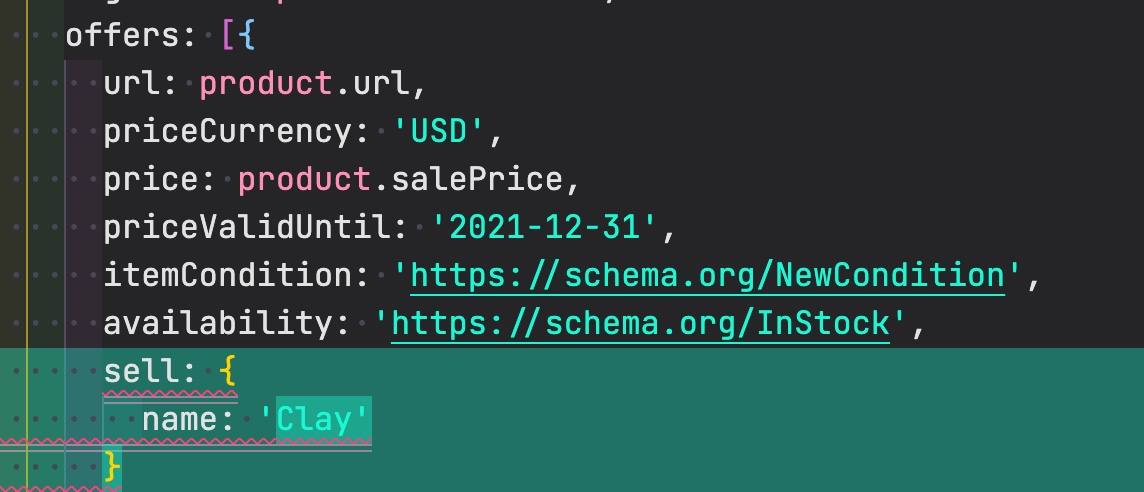 offers: [{
url: product.url,
priceCurrency: 'USD',
price: product.salePrice,
priceValidUntil: '2021-12-31',
itemCondition: 'https://schema.org/NewCondition',
availability: 'https://schema.org/InStock',
sell: {
name: 'Clay'
}